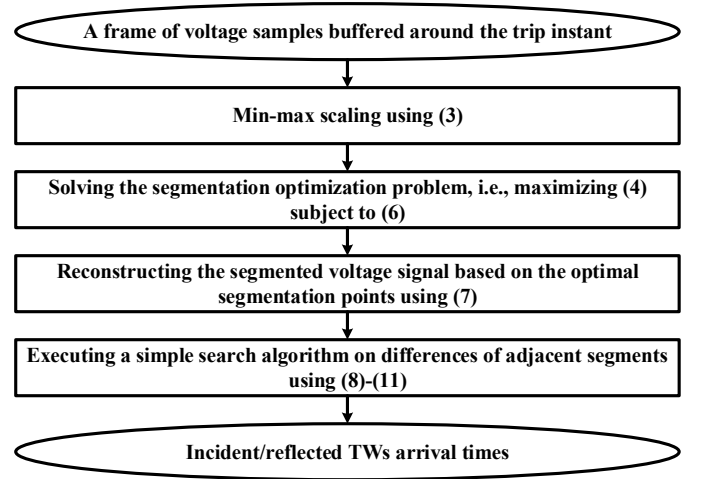 A frame of voltage samples buffered around the trip instant
Min-max scaling using (3)
Solving the segmentation optimization problem, i.e., maximizing (4)
subject to (6)
Reconstructing the segmented voltage signal based on the optimal
segmentation points using (7)
Executing a simple search algorithm on differences of adjacent segments
using (8)-(11)
Incident/reflected TWs arrival times